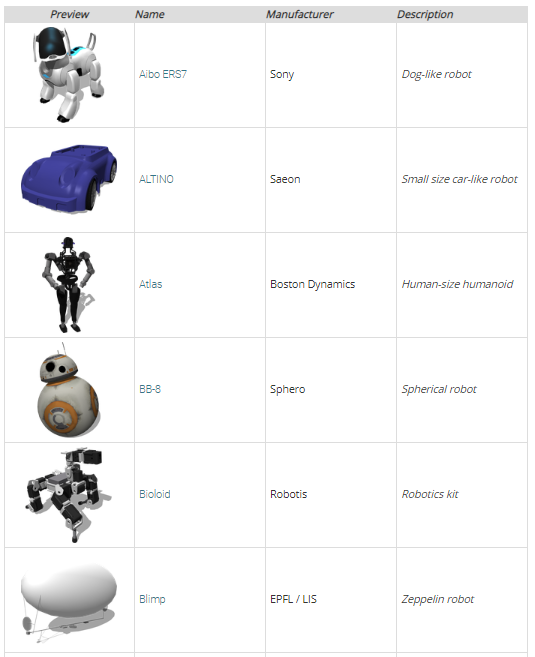 Preview Name Manufacturer Description
Aibo ERS7 Sony Dog-like robot
ALTINO Saeon Small size car-like robot
Atlas Boston Dynamics Human-size humanoid
BB-8 Sphero Spherical robot
Bioloid Robotis Robotics kit
Blimp EPFL / LIS Zeppelin robot